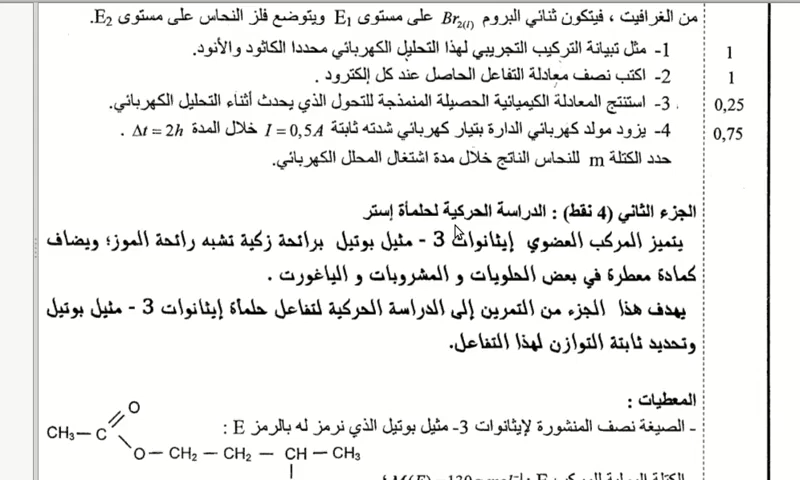 من الغرافيت ، فيتكون ثنائي البروم Br2(l) على مستوى E1 ويتوضع فلز النحاس على مستوى E2.
1- مثل تبيانة التركيب التجريبي لهذا التحليل الكهربائي محددا الكاثود والأنود. 1
2- اكتب نصف معادلة التفاعل الحاصل عند كل إلكترود . 1
3- استنتج المعادلة الكيميائية الحصيلة المنمذجة للتحول الذي يحدث أثناء التحليل الكهربائي. 0,25
4- يزود مولد كهربائي الدارة بتيار كهربائي شدته ثابتة I = 0,5A خلال المدة Δt = 2h . 0,75
حدد الكتلة m للنحاس الناتج خلال مدة اشتغال المحلل الكهربائي.
الجزء الثاني (4 نقط) : الدراسة الحركية لحلمأة إستر
يتميز المركب العضوي إيثانوات 3 - مثيل بوتيل برائحة زكية تشبه رائحة الموز؛ ويضاف
كمادة معطرة في بعض الحلويات و المشروبات و الياغورت .
يهدف هذا الجزء من التمرين إلى الدراسة الحركية لتفاعل حلمأة إيثانوات 3 - مثيل بوتيل
وتحديد ثابتة التوازن لهذا التفاعل.
المعطيات :
- الصيغة نصف المنشورة لإيثانوات 3- مثيل بوتيل الذي نرمز له بالرمز E :
O
CH3 — C
O — CH2 — CH2 — CH — CH3